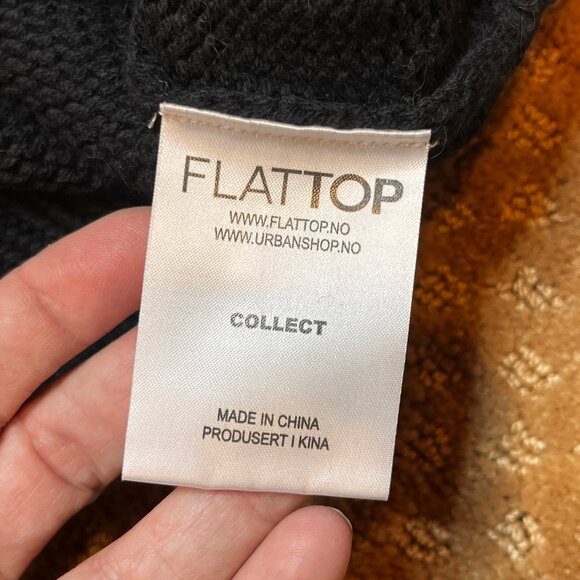 FLATTOP
WWW.FLATTOP.NO
WWW.URBANSHOP.NO
COLLECT
MADE IN CHINA
PRODUSERT I KINA